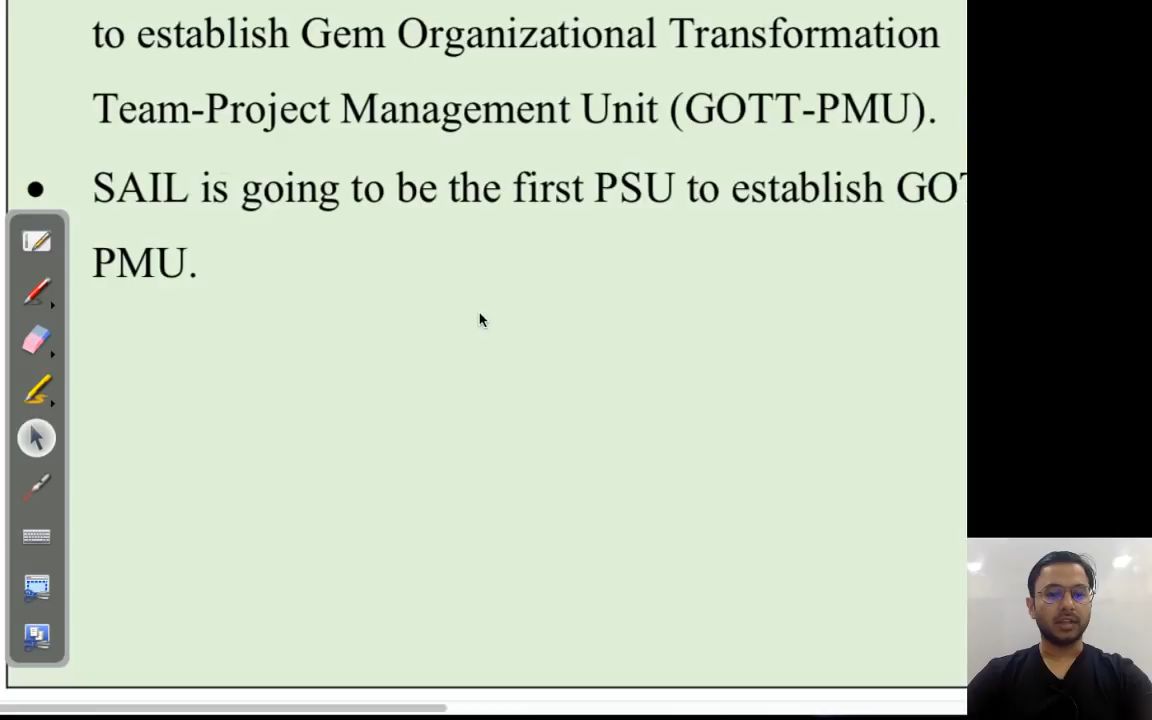 to establish Gem Organizational Transformation
Team-Project Management Unit (GOTT-PMU).
● SAIL is going to be the first PSU to establish
PMU.